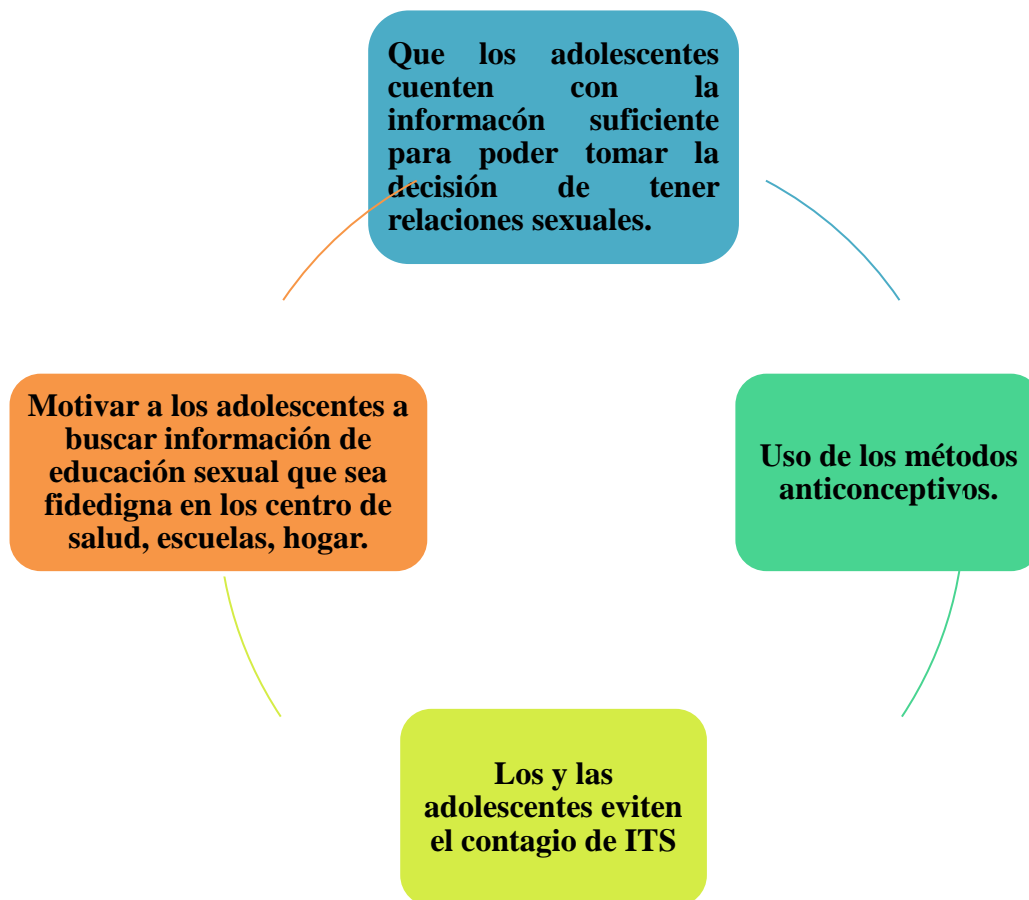 Que los adolescentes
cuenten con la
informacón suficiente
para poder tomar la
decisión de tener
relaciones sexuales.
Motivar a los adolescentes a
buscar información de
educación sexual que sea
fidedigna en los centro de
salud, escuelas, hogar.
Uso de los métodos
anticonceptivos.
Los y las
adolescentes eviten
el contagio de ITS